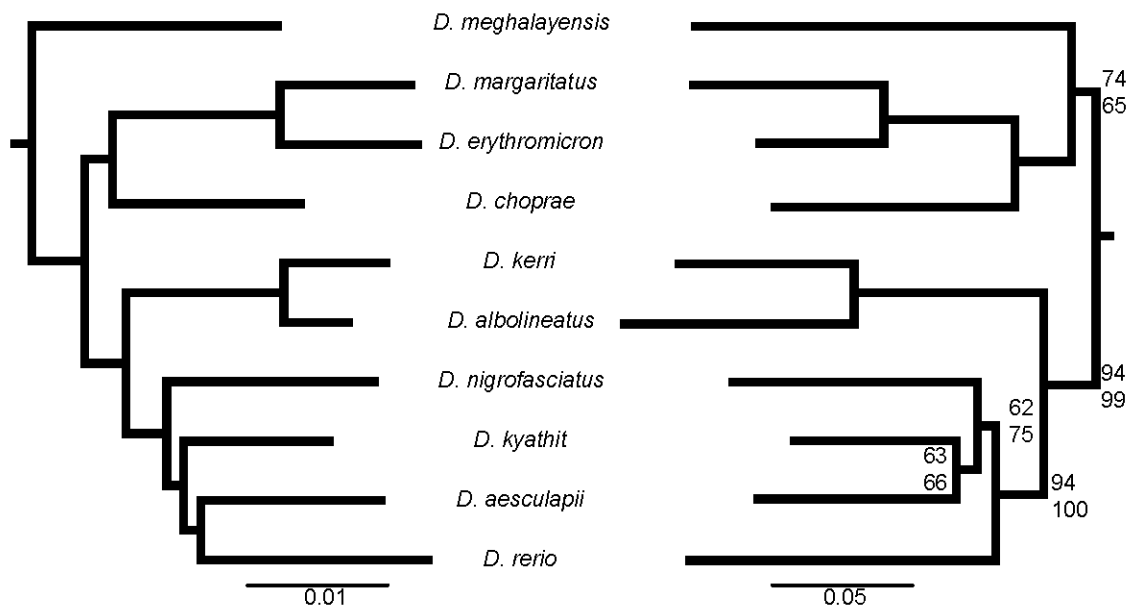 D. meghalayensis
D. margaritatus
74
65
D. erythromicron
D. choprae
D. kerri
D. albolineatus
D. nigrofasciatus
94
99
62
75
D. kyathit
63
66
D. aesculapii
94
100
D. rerio
0.01
0.05